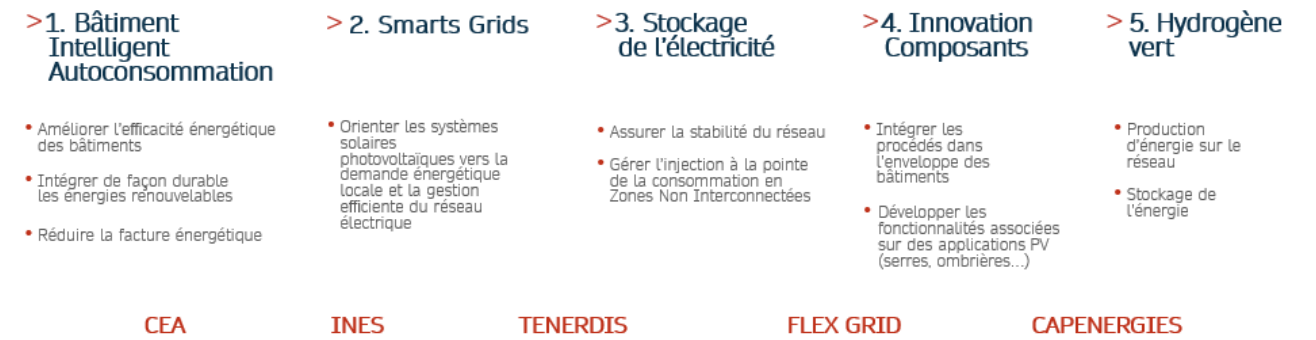 >1. Bâtiment
Intelligent
Autoconsommation
• Améliorer l'efficacité énergétique
des bâtiments
• Intégrer de façon durable
les énergies renouvelables
• Réduire la facture énergétique
> 2. Smarts Grids
• Orienter les systèmes
solaires
photovoltaïques vers la
demande énergétique
locale et la gestion
efficiente du réseau
électrique
>3. Stockage
de l'électricité
• Assurer la stabilité du réseau
• Gérer l'injection à la pointe
de la consommation en
Zones Non Interconnectées
>4. Innovation
Composants
• Intégrer les
procédés dans
l'enveloppe des
bâtiments
• Développer les
fonctionnalités associées
sur des applications PV
(serres, ombrières...)
> 5. Hydrogène
vert
• Production
d'énergie sur le
réseau
• Stockage de
l'énergie
CEA
INES
TENERDIS
FLEX GRID
CAPENERGIES